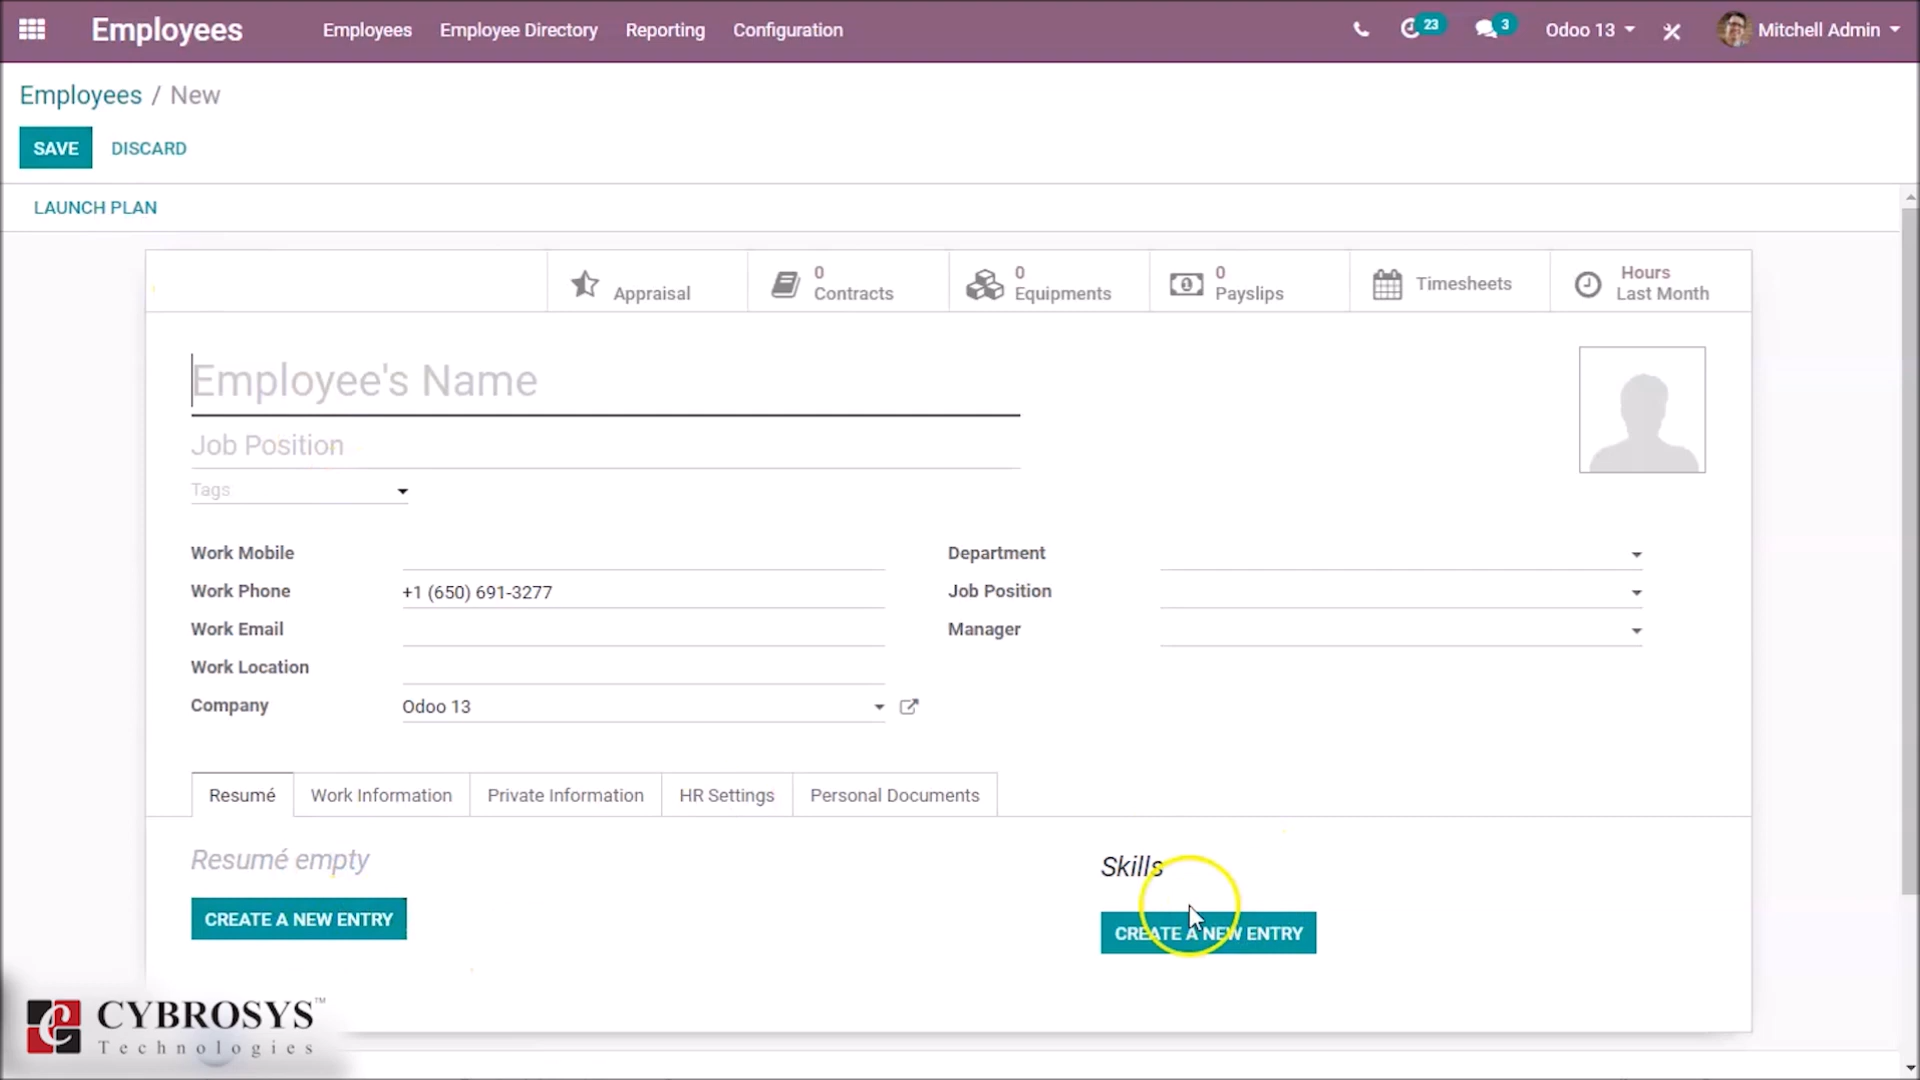 Employees
Employees
Employee Directory
Reporting
Configuration
23
3
Odoo 13
Mitchell Admin
Employees / New
SAVE
DISCARD
LAUNCH PLAN
Appraisal
0
Contracts
0
Equipments
0
Payslips
Timesheets
Hours
Last Month
Employee's Name
Job Position
Tags
Work Mobile
Work Phone +1 (650) 691-3277
Work Email
Work Location
Company Odoo 13
Department
Job Position
Manager
Resumé
Work Information
Private Information
HR Settings
Personal Documents
Resumé empty
CREATE A NEW ENTRY
Skills
CREATE A NEW ENTRY
CYBROSYS™
Technologies